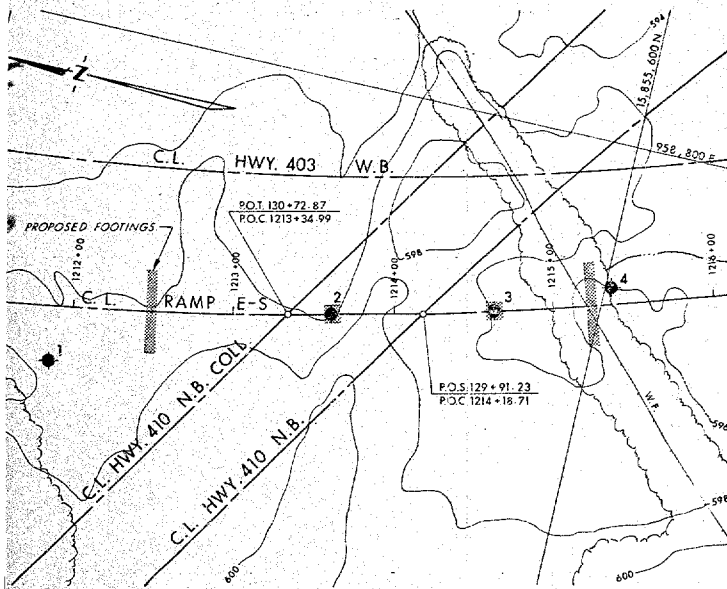 594
15,855,600 N
Z
C.L. HWY. 403 W.B.
958,800 E
P.O.T. 130+72.87
P.O.C. 1213+34.99
PROPOSED FOOTINGS
598
1212+00
1213+00
1214+00
1215+00
1216+00
C.L. RAMP E-S
1
2
3
4
P.O.S. 129+91.23
P.O.C. 1214+18.71
W.F.
C.L. HWY. 410 N.B. COLL
C.L. HWY. 410 N.B.
596
598
600
600